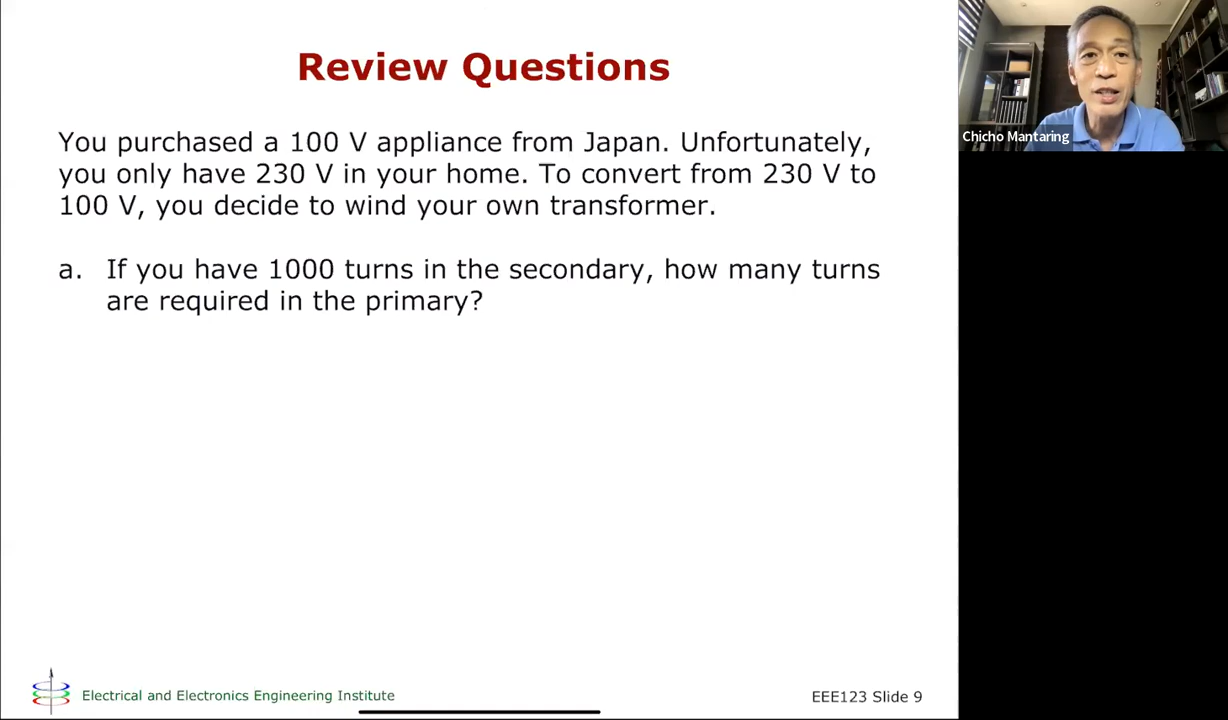 Review Questions
You purchased a 100 V appliance from Japan. Unfortunately,
you only have 230 V in your home. To convert from 230 V to
100 V, you decide to wind your own transformer.
a. If you have 1000 turns in the secondary, how many turns
are required in the primary?
Electrical and Electronics Engineering Institute
EEE123 Slide 9
Chicho Mantaring